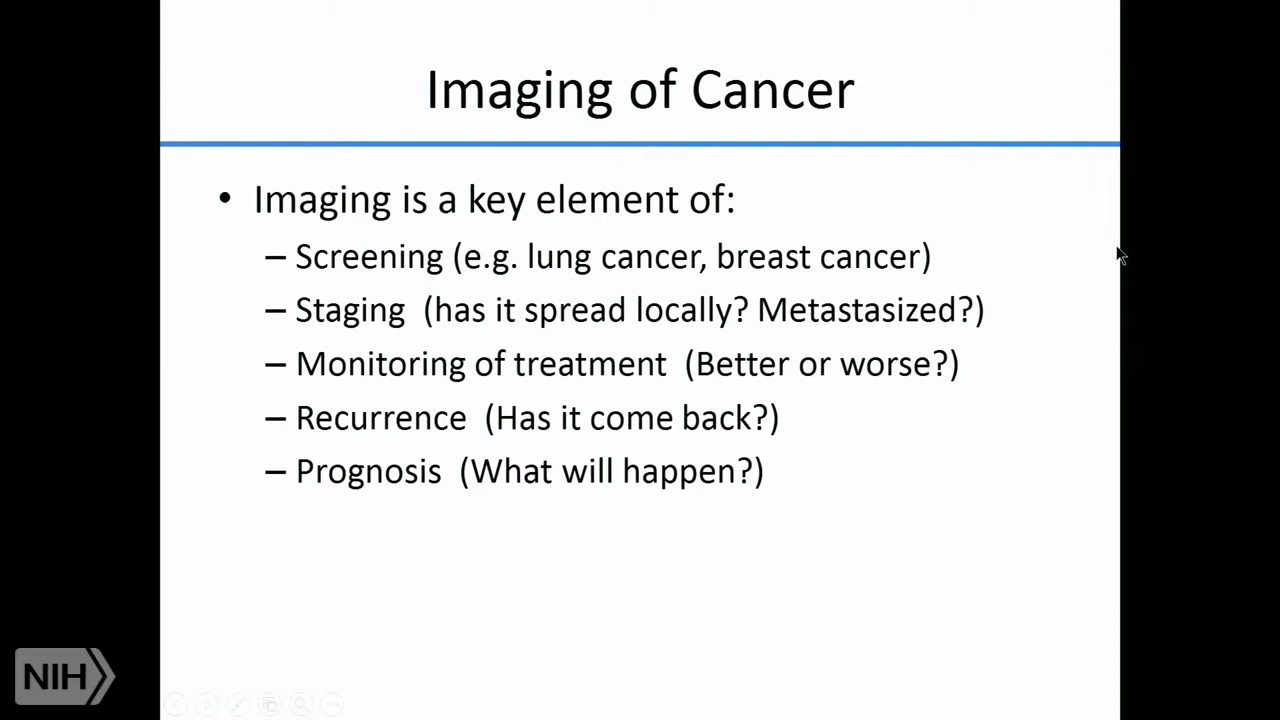 Imaging of Cancer
• Imaging is a key element of:
– Screening (e.g. lung cancer, breast cancer)
– Staging  (has it spread locally? Metastasized?)
– Monitoring of treatment  (Better or worse?)
– Recurrence  (Has it come back?)
– Prognosis  (What will happen?)
NIH